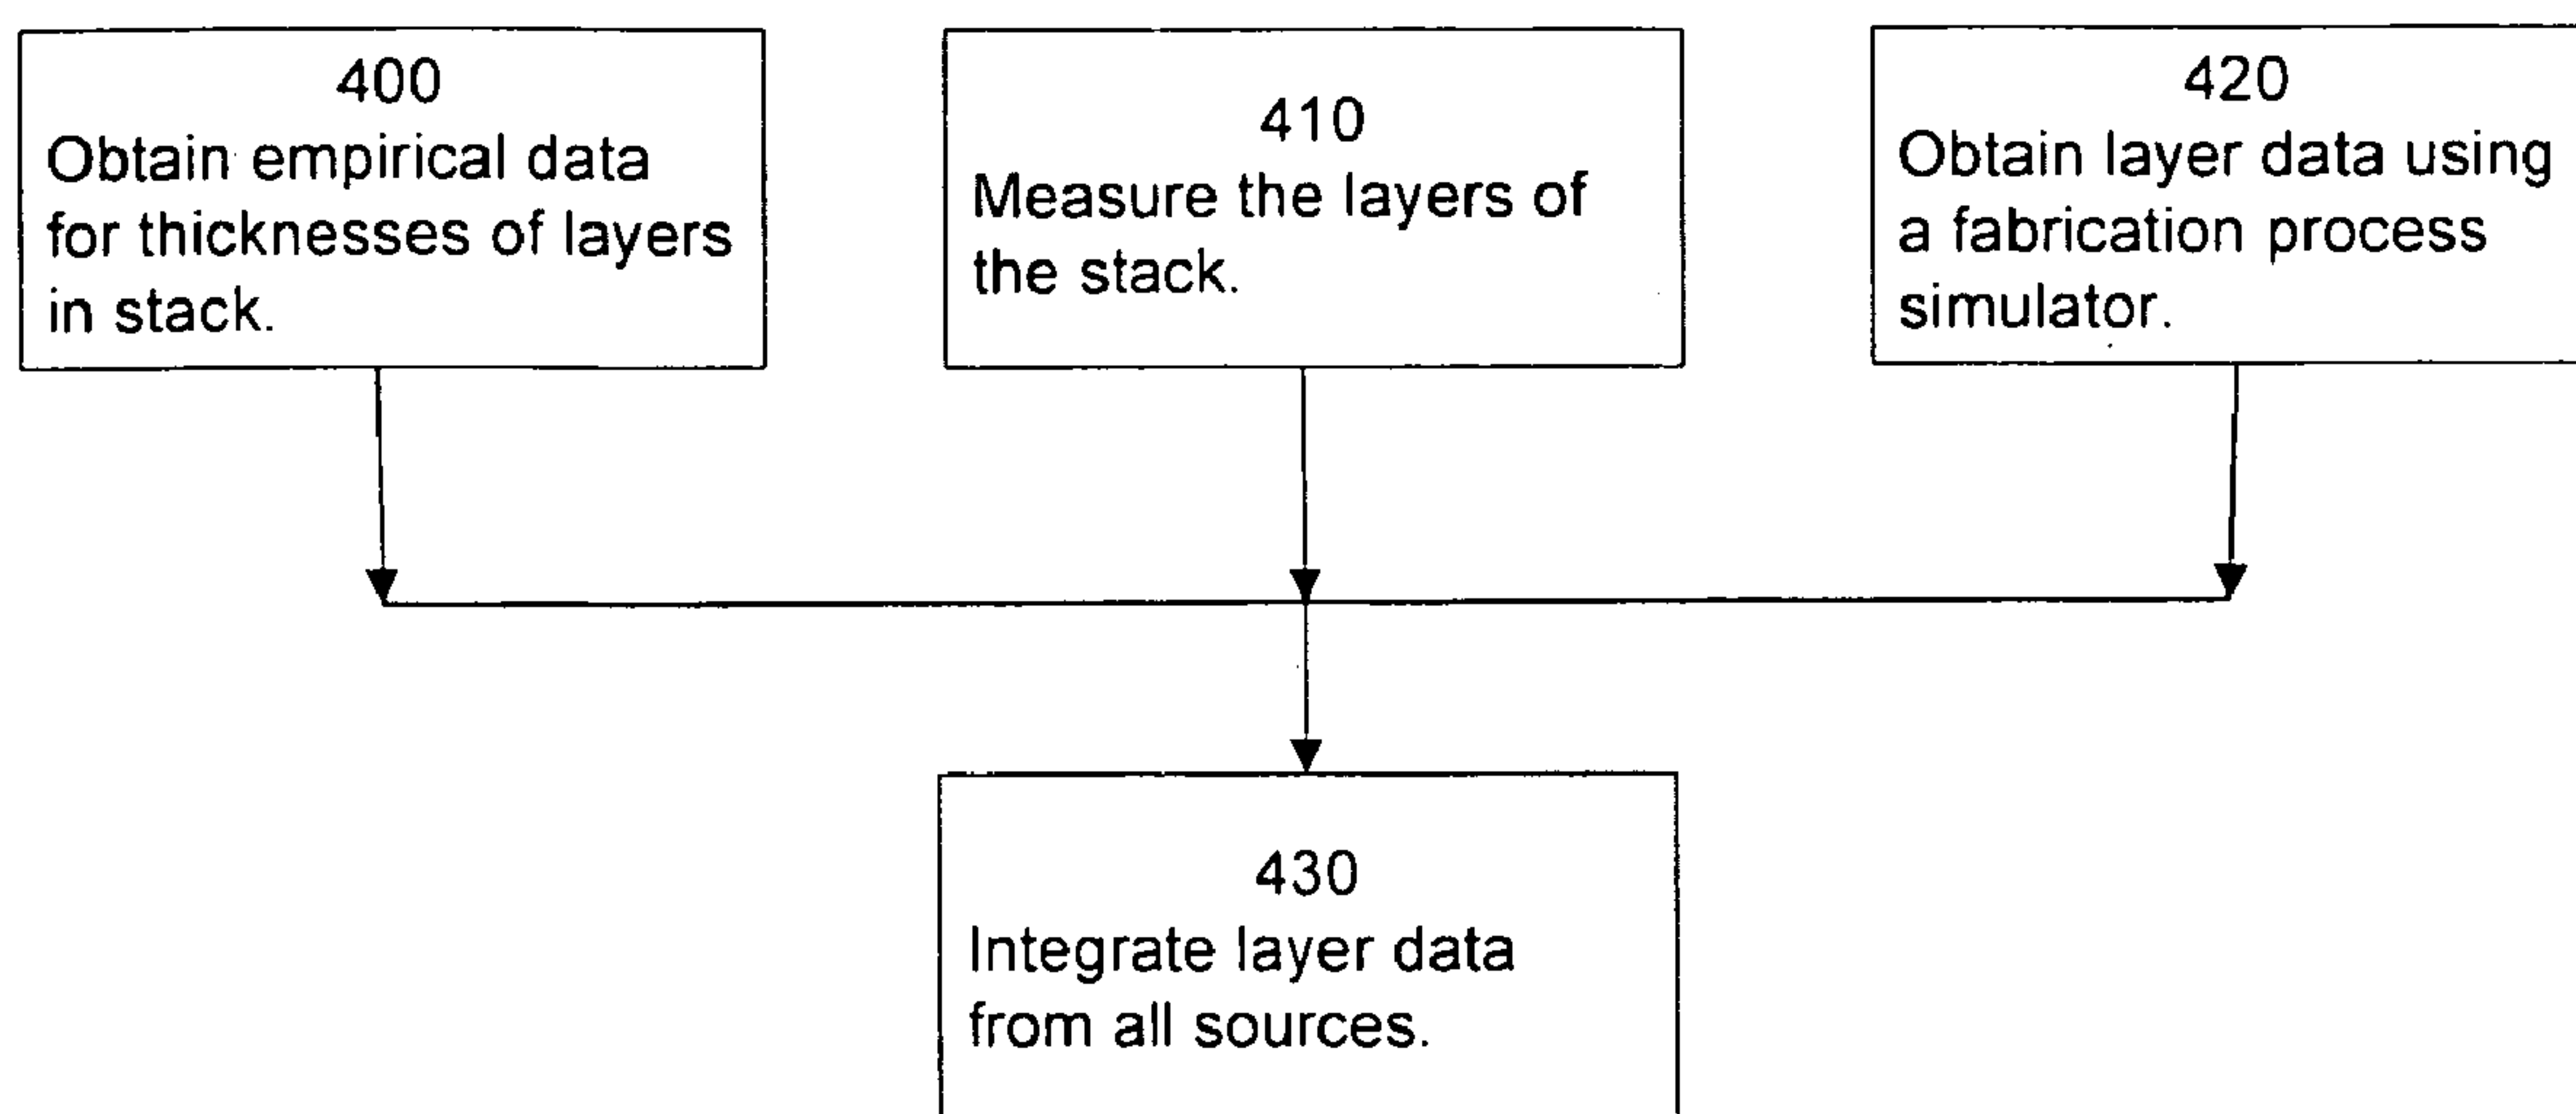 400
Obtain empirical data
for thicknesses of layers
in stack.
410
Measure the layers of
the stack.
420
Obtain layer data using
a fabrication process
simulator.
430
Integrate layer data
from all sources.